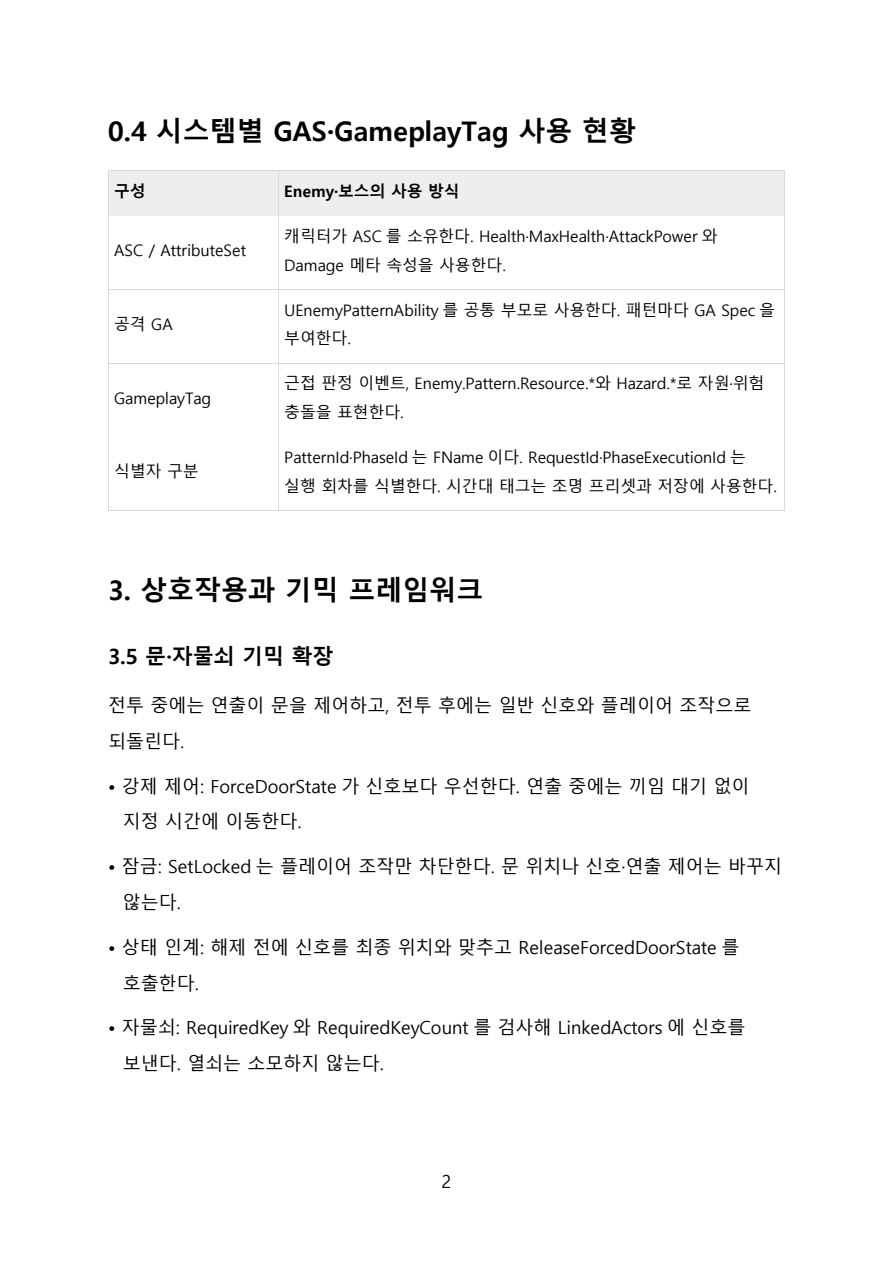 0.4 시스템별 GAS·GameplayTag 사용 현황
구성
Enemy·보스의 사용 방식
ASC / AttributeSet
캐릭터가 ASC 를 소유한다. Health·MaxHealth·AttackPower 와
Damage 메타 속성을 사용한다.
공격 GA
UEnemyPatternAbility 를 공통 부모로 사용한다. 패턴마다 GA Spec 을
부여한다.
GameplayTag
근접 판정 이벤트, Enemy.Pattern.Resource.*와 Hazard.*로 자원·위험
충돌을 표현한다.
식별자 구분
PatternId·PhaseId 는 FName 이다. RequestId·PhaseExecutionId 는
실행 회차를 식별한다. 시간대 태그는 조명 프리셋과 저장에 사용한다.
3. 상호작용과 기믹 프레임워크
3.5 문·자물쇠 기믹 확장
전투 중에는 연출이 문을 제어하고, 전투 후에는 일반 신호와 플레이어 조작으로
되돌린다.
• 강제 제어: ForceDoorState 가 신호보다 우선한다. 연출 중에는 끼임 대기 없이
지정 시간에 이동한다.
• 잠금: SetLocked 는 플레이어 조작만 차단한다. 문 위치나 신호·연출 제어는 바꾸지
않는다.
• 상태 인계: 해제 전에 신호를 최종 위치와 맞추고 ReleaseForcedDoorState 를
호출한다.
• 자물쇠: RequiredKey 와 RequiredKeyCount 를 검사해 LinkedActors 에 신호를
보낸다. 열쇠는 소모하지 않는다.
2